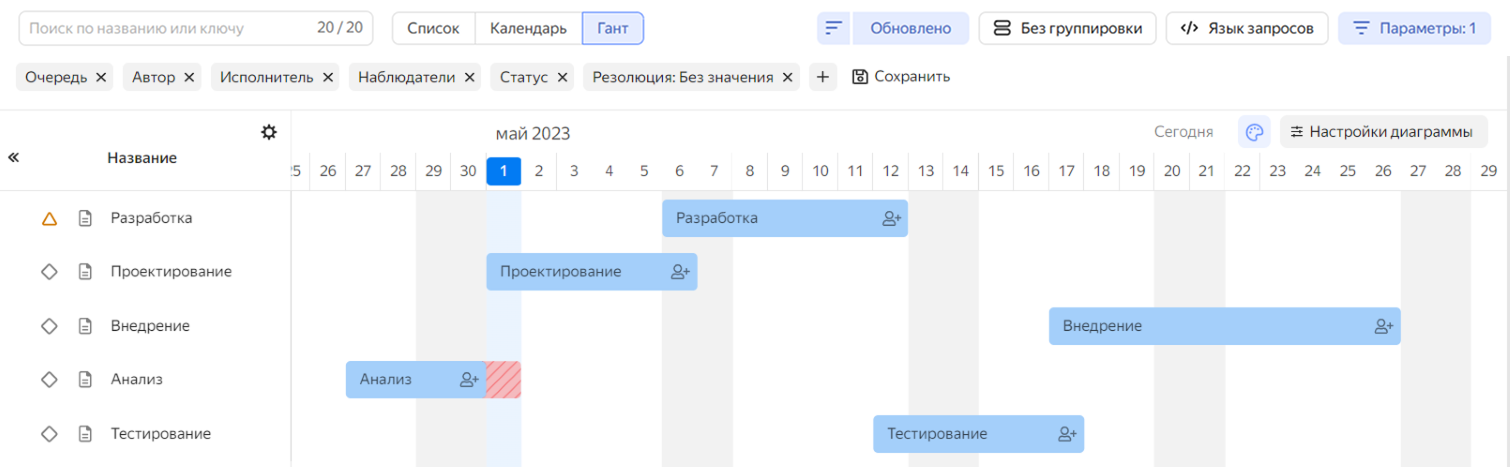 Поиск по названию или ключу 20 / 20 Список Календарь Гант Обновлено Без группировки Язык запросов Параметры: 1
Очередь Автор Исполнитель Наблюдатели Статус Резолюция: Без значения + Сохранить
май 2023 Сегодня Настройки диаграммы
Название
25 26 27 28 29 30 1 2 3 4 5 6 7 8 9 10 11 12 13 14 15 16 17 18 19 20 21 22 23 24 25 26 27 28 29
Разработка Разработка
Проектирование Проектирование
Внедрение Внедрение
Анализ Анализ
Тестирование Тестирование